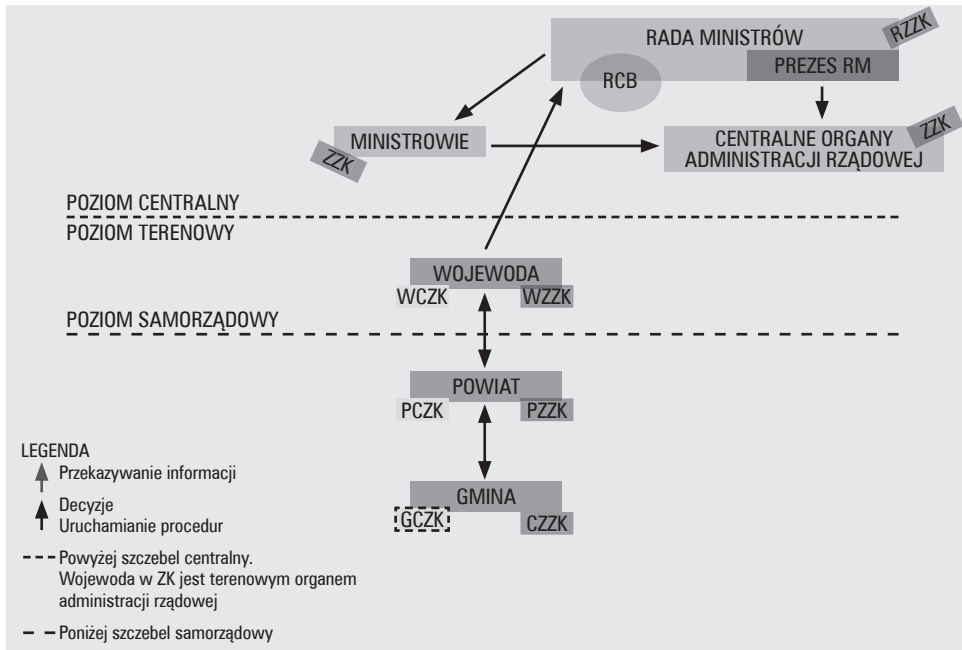 RADA MINISTRÓW
RZZK
PREZES RM
RCB
MINISTROWIE
ZZK
CENTRALNE ORGANY
ADMINISTRACJI RZĄDOWEJ
ZZK
POZIOM CENTRALNY
POZIOM TERENOWY
WOJEWODA
WCZK
WZZK
POZIOM SAMORZĄDOWY
POWIAT
PCZK
PZZK
GMINA
GCZK
CZZK
LEGENDA
Przekazywanie informacji
Decyzje
Uruchamianie procedur
Powyżej szczebel centralny.
Wojewoda w ZK jest terenowym organem
administracji rządowej
Poniżej szczebel samorządowy